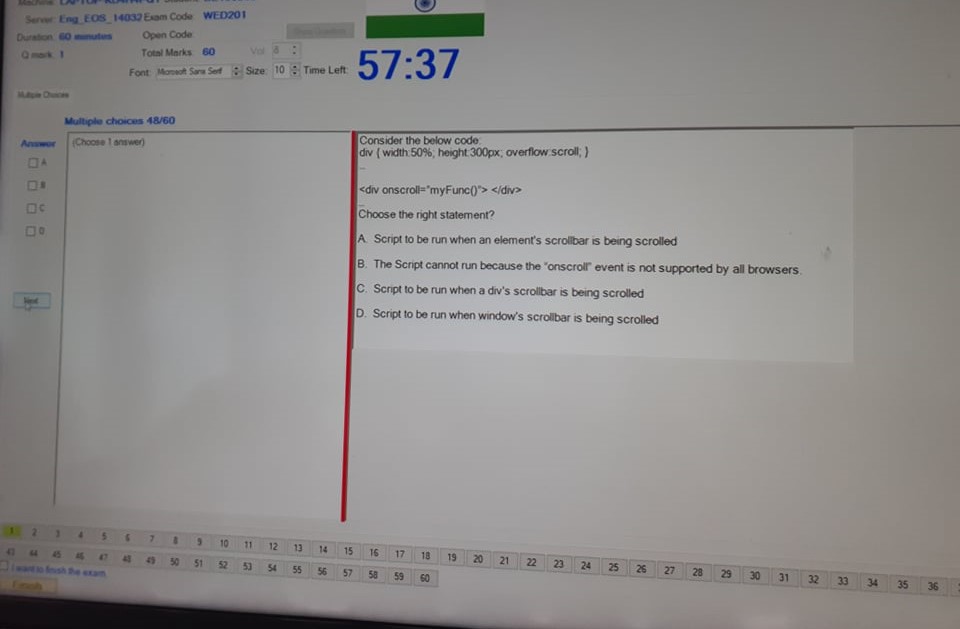 Server: Eng_EOS_14032 Exam Code: WED201
Duration: 60 minutes Open Code:
Q mark: 1 Total Marks: 60 Vol: 8
Font: Microsoft Sans Serif Size: 10 Time Left: 57:37
Multiple Choices
Multiple choices 48/60
Answer (Choose 1 answer)
A
B
C
D
Next
Consider the below code:
div { width:50%; height:300px; overflow:scroll; }
...
<div onscroll="myFunc()"> </div>
...
Choose the right statement?
A. Script to be run when an element's scrollbar is being scrolled
B. The Script cannot run because the "onscroll" event is not supported by all browsers.
C. Script to be run when a div's scrollbar is being scrolled
D. Script to be run when window's scrollbar is being scrolled
1 2 3 4 5 6 7 8 9 10 11 12 13 14 15 16 17 18 19 20 21 22 23 24 25 26 27 28 29 30 31 32 33 34 35 36
43 44 45 46 47 48 49 50 51 52 53 54 55 56 57 58 59 60
I want to finish the exam.
Finish